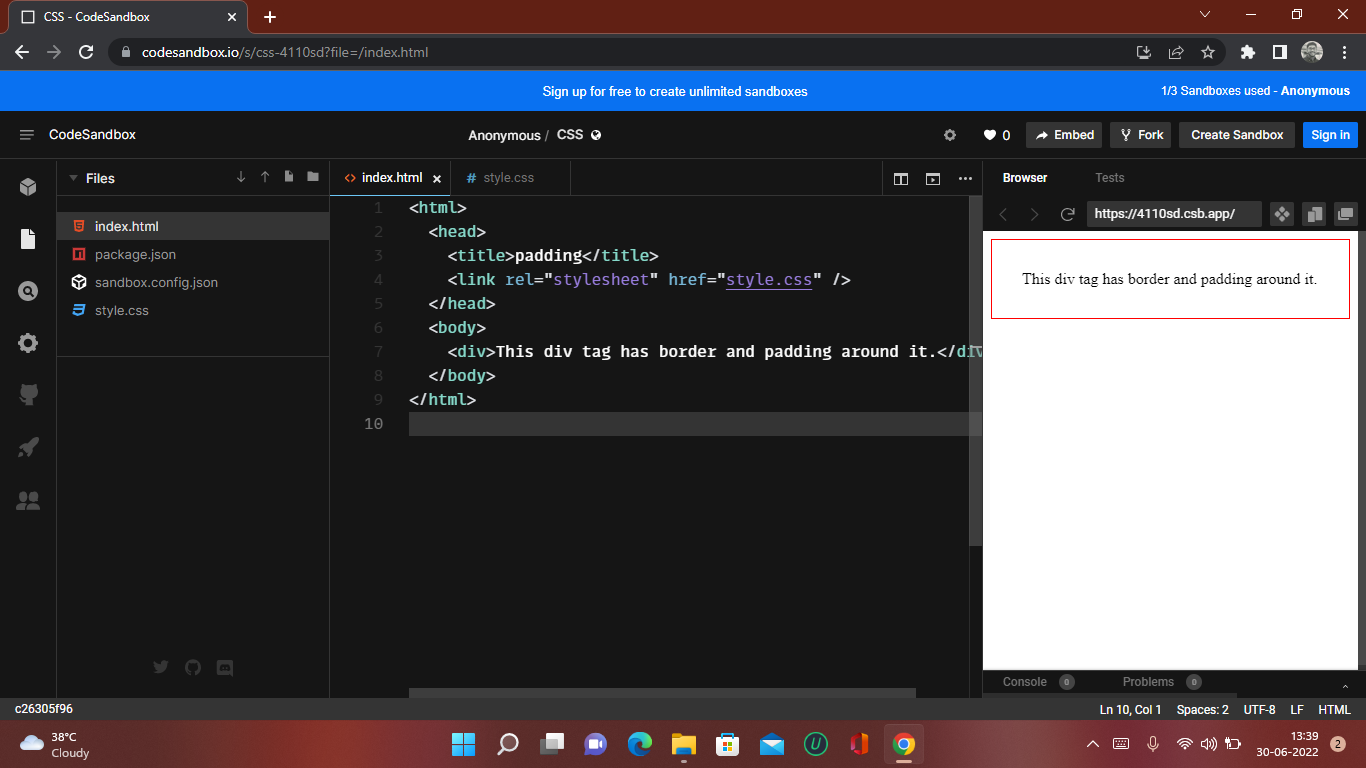 CSS - CodeSandbox
codesandbox.io/s/css-4110sd?file=/index.html
Sign up for free to create unlimited sandboxes
1/3 Sandboxes used - Anonymous
CodeSandbox
Anonymous / CSS
0
Embed
Fork
Create Sandbox
Sign in
Files
index.html
package.json
sandbox.config.json
style.css
<> index.html
# style.css
1 <html>
2 <head>
3 <title>padding</title>
4 <link rel="stylesheet" href="style.css" />
5 </head>
6 <body>
7 <div>This div tag has border and padding around it.</div
8 </body>
9 </html>
10
Browser
Tests
https://4110sd.csb.app/
This div tag has border and padding around it.
Console 0
Problems 0
c26305f96
Ln 10, Col 1
Spaces: 2
UTF-8
LF
HTML
38°C
Cloudy
13:39
30-06-2022
2